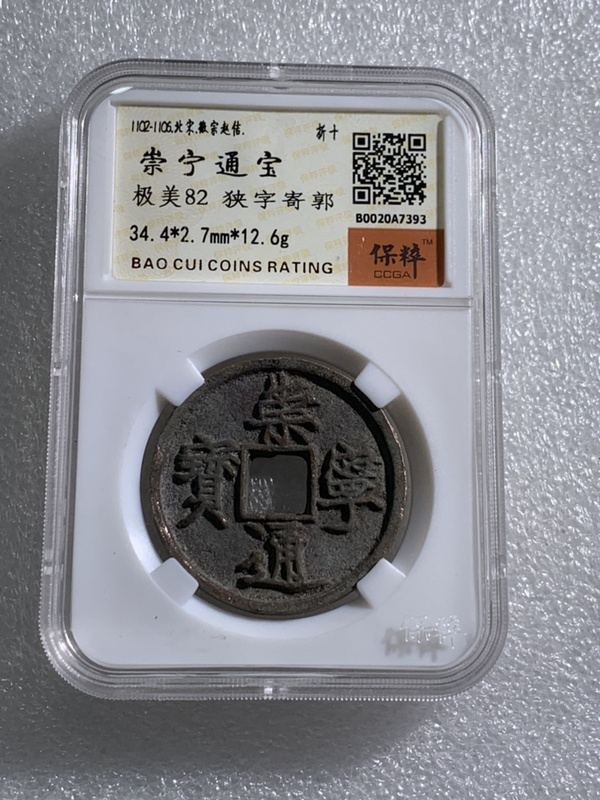 1102-1106.北宋.徽宗赵佶. 折十
崇宁通宝
极美82 狭字寄郭
B0020A7393
34.4*2.7mm*12.6g
保粹™
CCGA
BAO CUI COINS RATING
崇
寶 寧
通